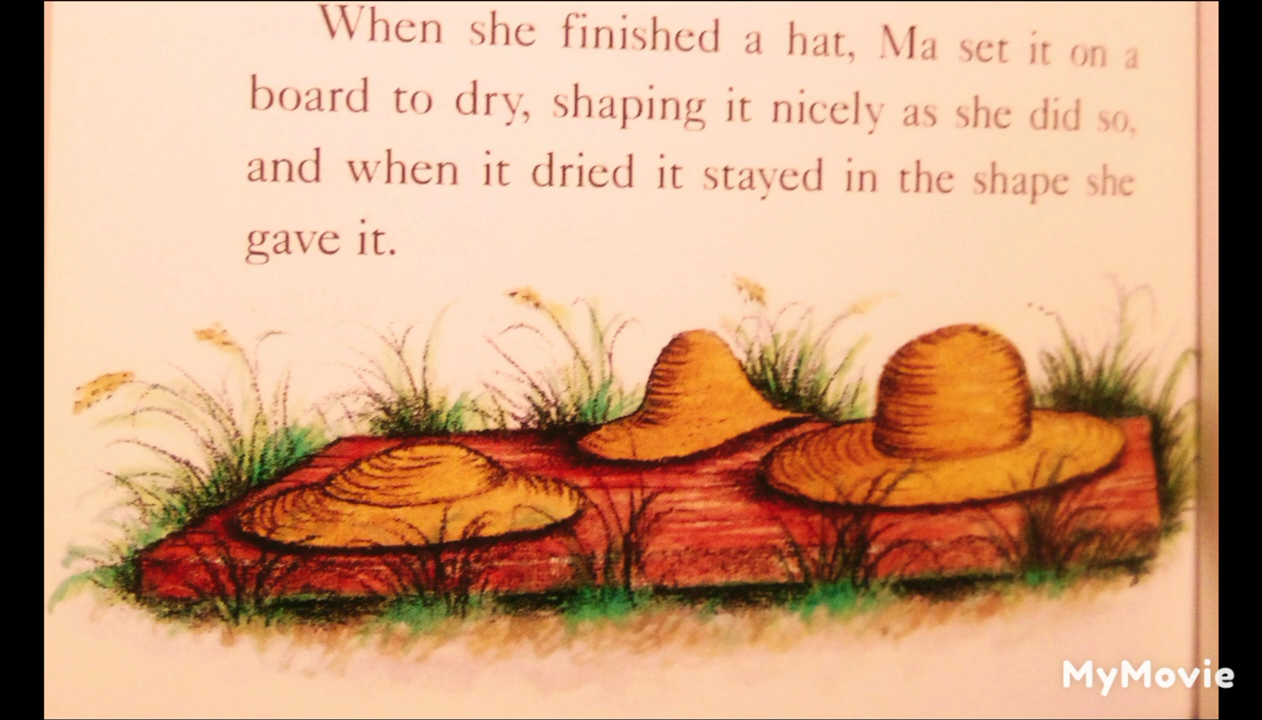 When she finished a hat, Ma set it on a
board to dry, shaping it nicely as she did so,
and when it dried it stayed in the shape she
gave it.
MyMovie